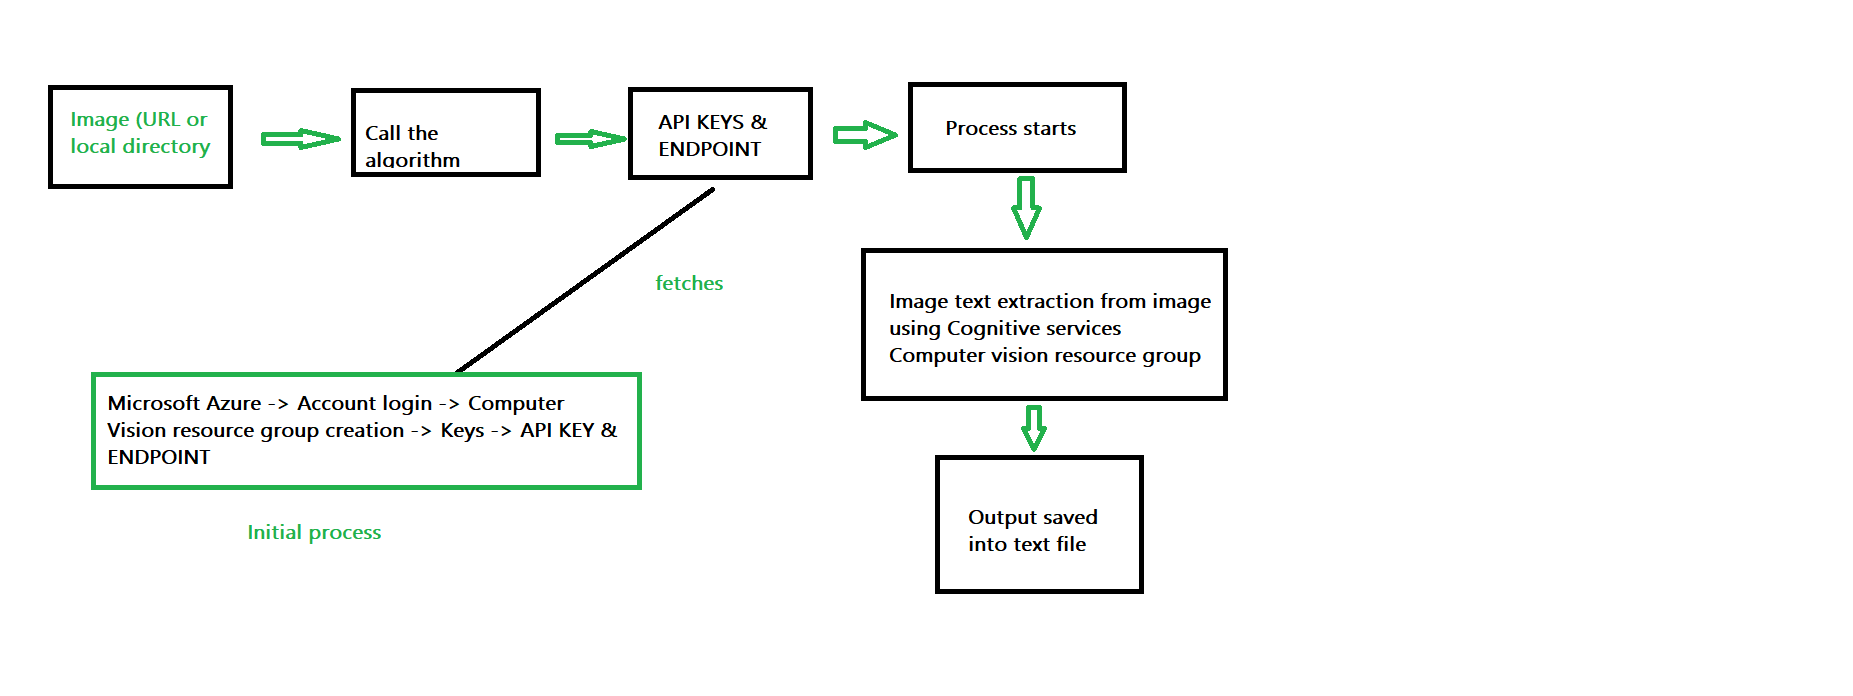 Image (URL or
local directory
Call the
algorithm
API KEYS &
ENDPOINT
Process starts
fetches
Image text extraction from image
using Cognitive services
Computer vision resource group
Microsoft Azure -> Account login -> Computer
Vision resource group creation -> Keys -> API KEY &
ENDPOINT
Initial process
Output saved
into text file